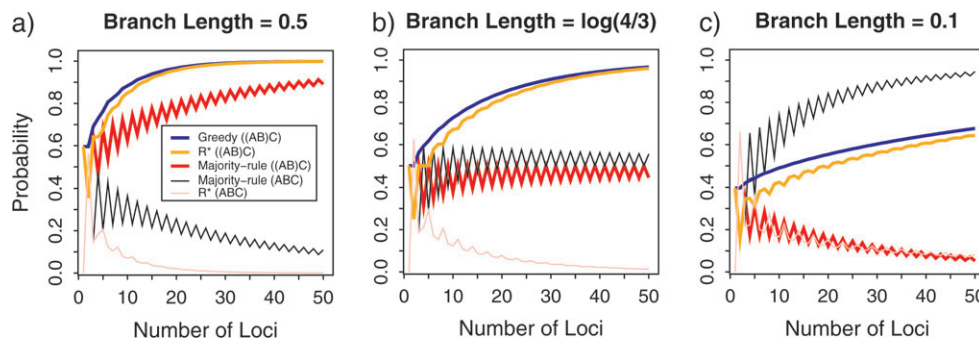 a) Branch Length = 0.5
b) Branch Length = log(4/3)
c) Branch Length = 0.1
Probability
0.0 0.2 0.4 0.6 0.8 1.0
0.0 0.2 0.4 0.6 0.8 1.0
0.0 0.2 0.4 0.6 0.8 1.0
Greedy ((AB)C)
R* ((AB)C)
Majority-rule ((AB)C)
Majority-rule (ABC)
R* (ABC)
0 10 20 30 40 50
0 10 20 30 40 50
0 10 20 30 40 50
Number of Loci
Number of Loci
Number of Loci